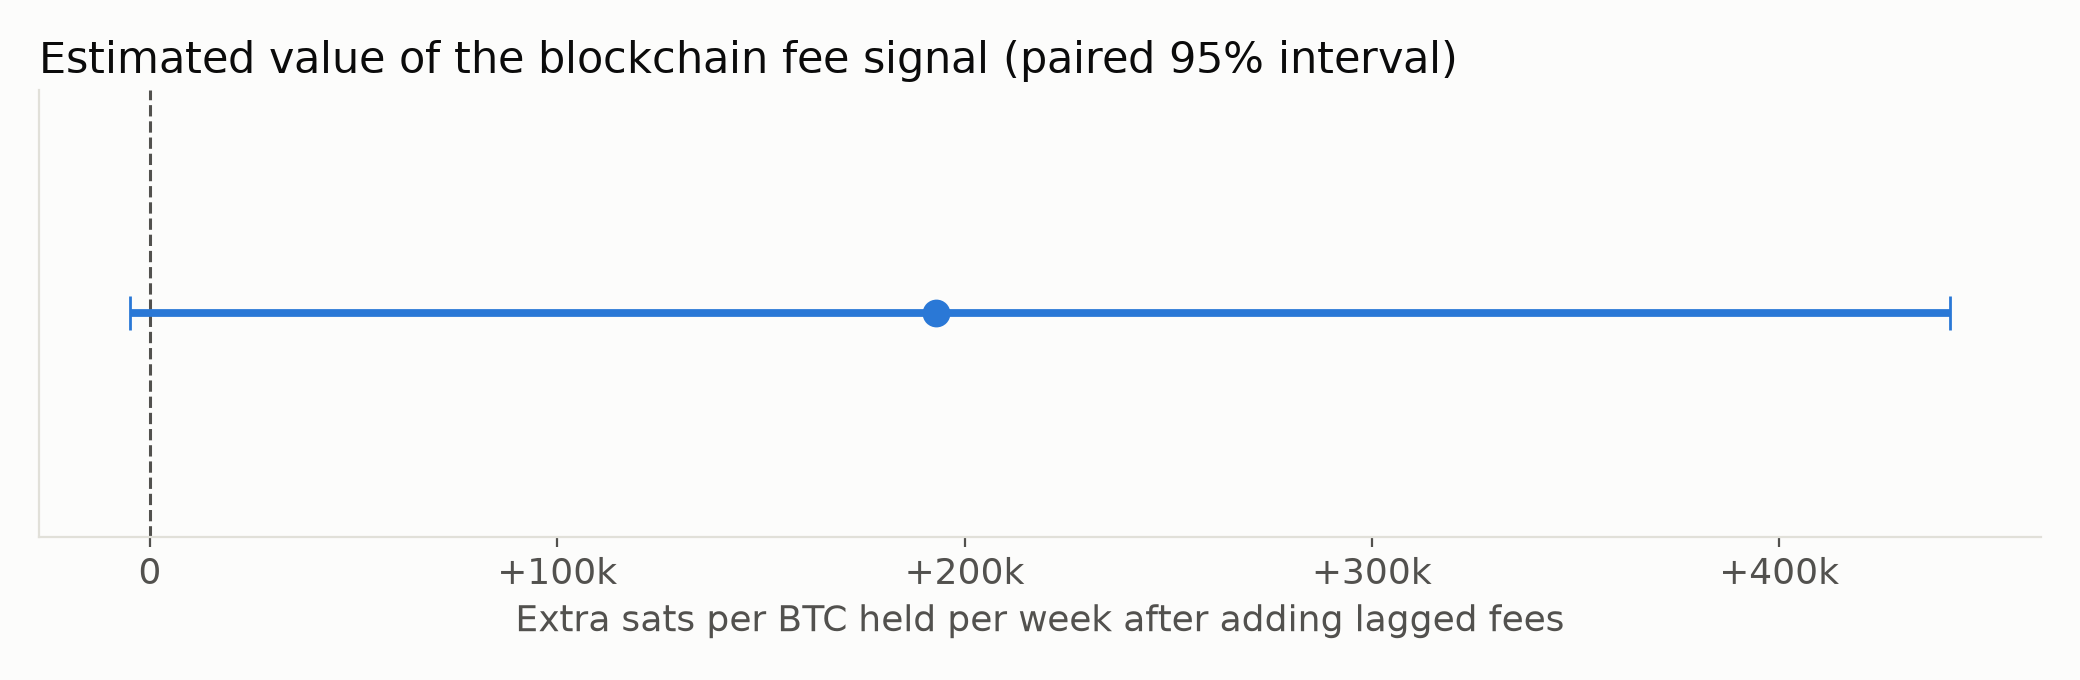 Estimated value of the blockchain fee signal (paired 95% interval)
0 +100k +200k +300k +400k
Extra sats per BTC held per week after adding lagged fees